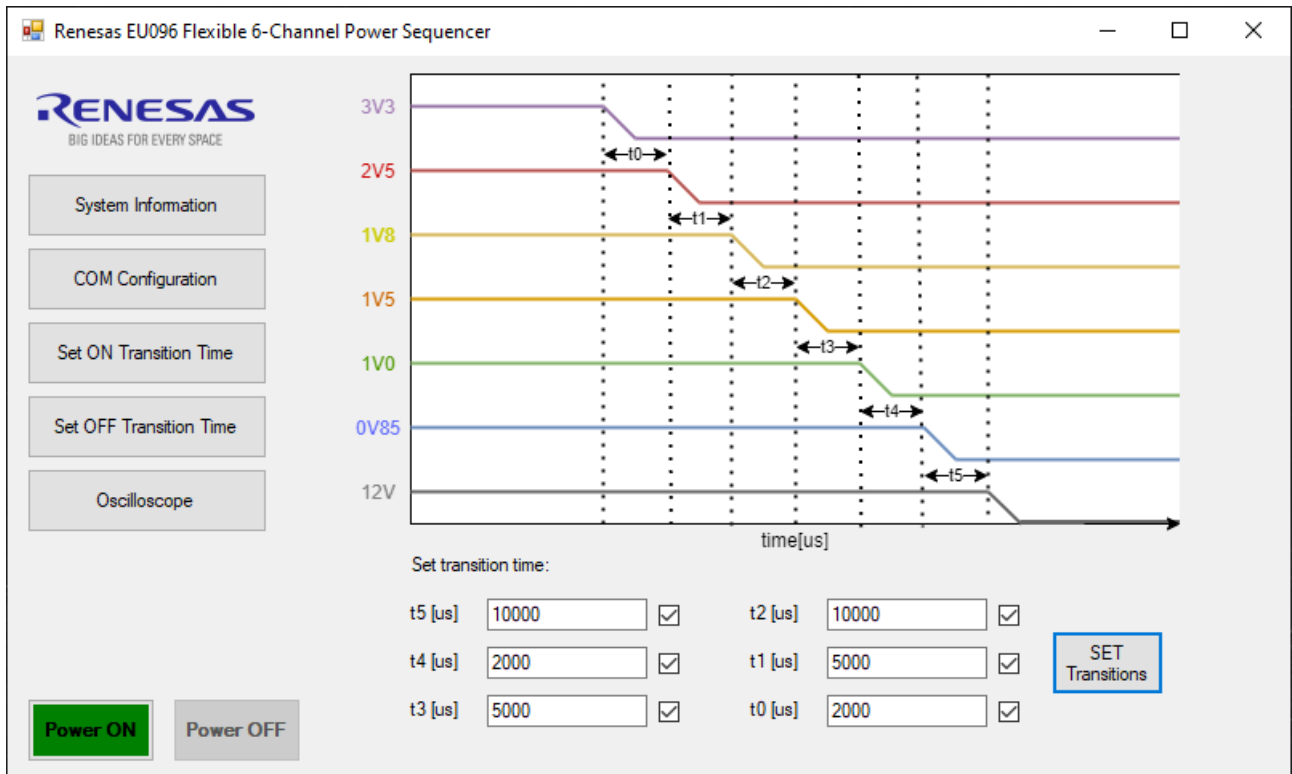 Renesas EU096 Flexible 6-Channel Power Sequencer
RENESAS
BIG IDEAS FOR EVERY SPACE
System Information
COM Configuration
Set ON Transition Time
Set OFF Transition Time
Oscilloscope
Power ON
Power OFF
3V3
t0
2V5
t1
1V8
t2
1V5
t3
1V0
t4
0V85
t5
12V
time[us]
Set transition time:
t5 [us] 10000 t2 [us] 10000
t4 [us] 2000 t1 [us] 5000
t3 [us] 5000 t0 [us] 2000
SET
Transitions